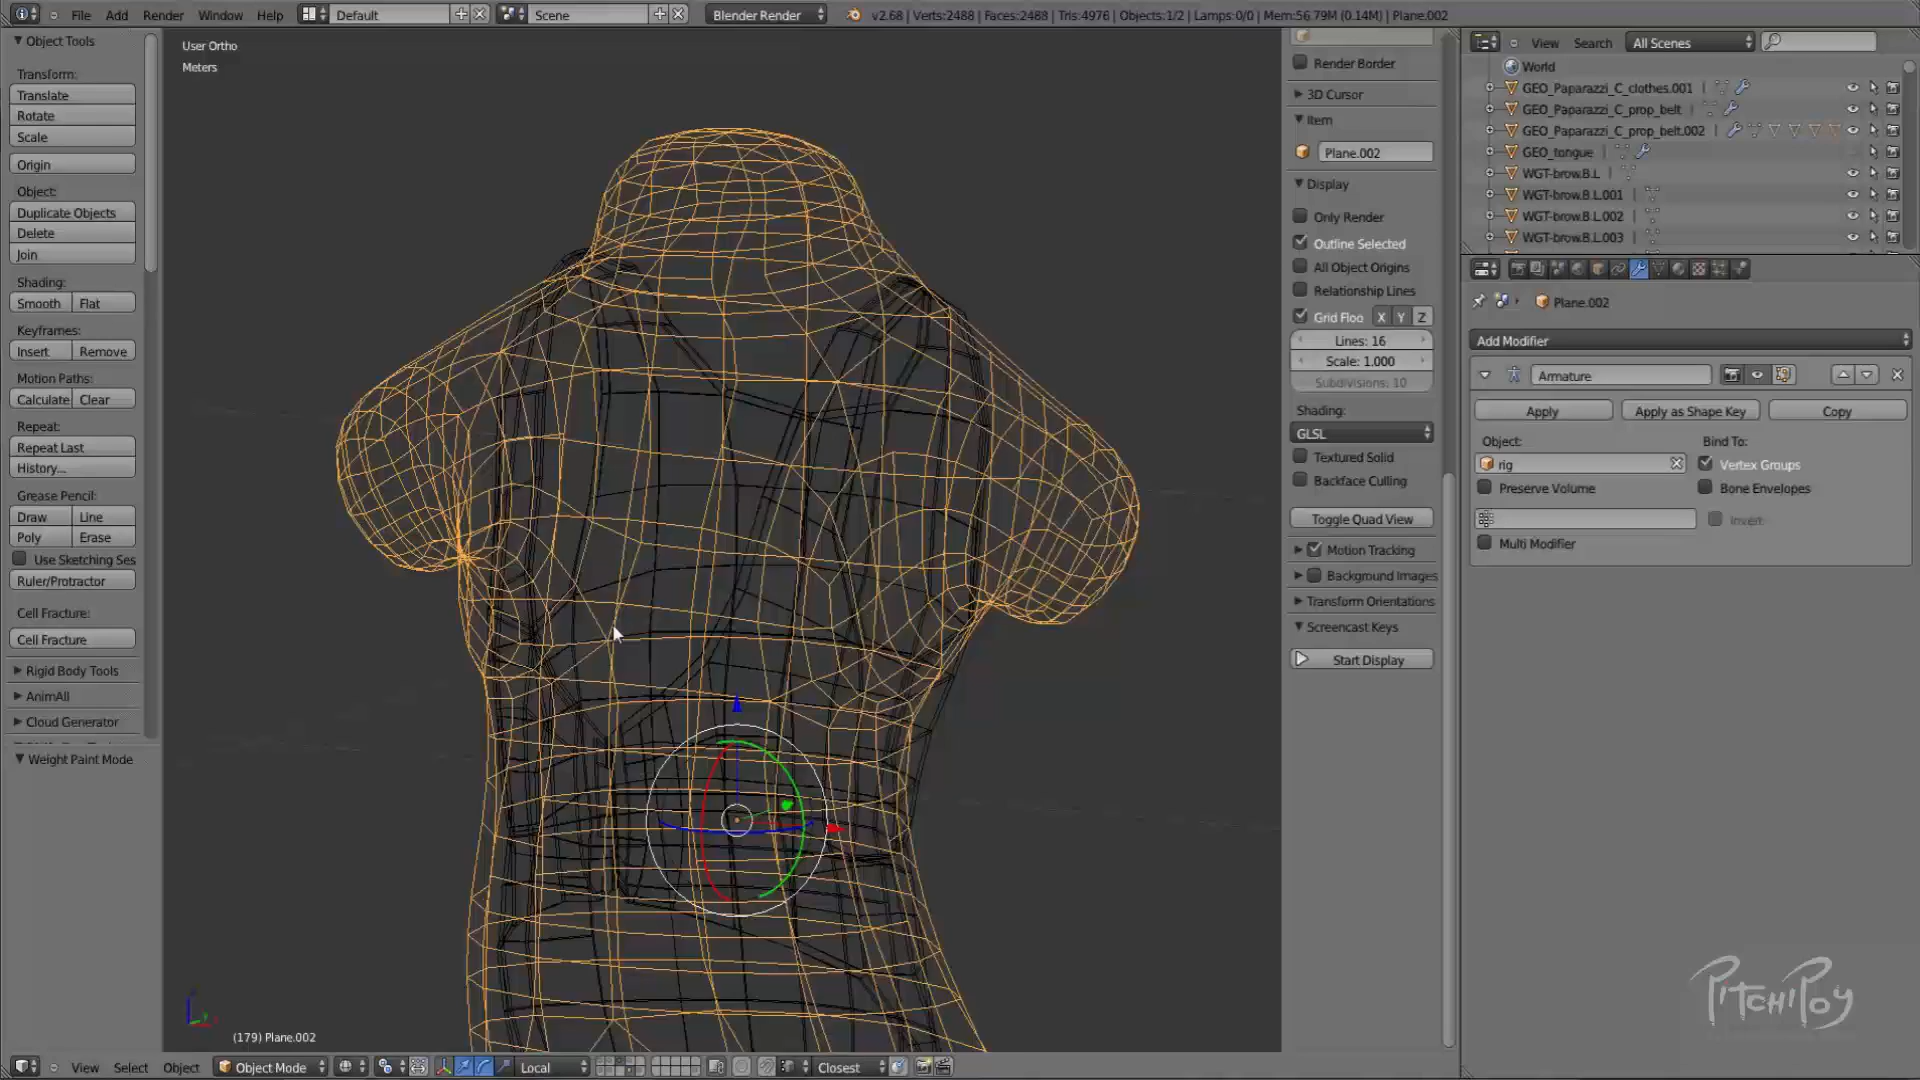 File Add Render Window Help Default Scene Blender Render v2.68 | Verts:2488 | Faces:2488 | Tris:4976 | Objects:1/2 | Lamps:0/0 | Mem:56.79M (0.14M) | Plane.002
Object Tools
Transform:
Translate
Rotate
Scale
Origin
Object:
Duplicate Objects
Delete
Join
Shading:
Smooth Flat
Keyframes:
Insert Remove
Motion Paths:
Calculate Clear
Repeat:
Repeat Last
History...
Grease Pencil:
Draw Line
Poly Erase
Use Sketching Ses
Ruler/Protractor
Cell Fracture:
Cell Fracture
Rigid Body Tools
AnimAll
Cloud Generator
Weight Paint Mode
User Ortho
Meters
(179) Plane.002
View Select Object Object Mode Local Closest
Render Border
3D Cursor
Item
Plane.002
Display
Only Render
Outline Selected
All Object Origins
Relationship Lines
Grid Floo X Y Z
Lines: 16
Scale: 1.000
Subdivisions: 10
Shading:
GLSL
Textured Solid
Backface Culling
Toggle Quad View
Motion Tracking
Background Images
Transform Orientations
Screencast Keys
Start Display
View Search All Scenes
World
GEO_Paparazzi_C_clothes.001
GEO_Paparazzi_C_prop_belt
GEO_Paparazzi_C_prop_belt.002
GEO_tongue
WGT-brow.B.L
WGT-brow.B.L.001
WGT-brow.B.L.002
WGT-brow.B.L.003
Plane.002
Add Modifier
Armature
Apply Apply as Shape Key Copy
Object: Bind To:
rig Vertex Groups
Preserve Volume Bone Envelopes
Invert
Multi Modifier
PitchiPoy